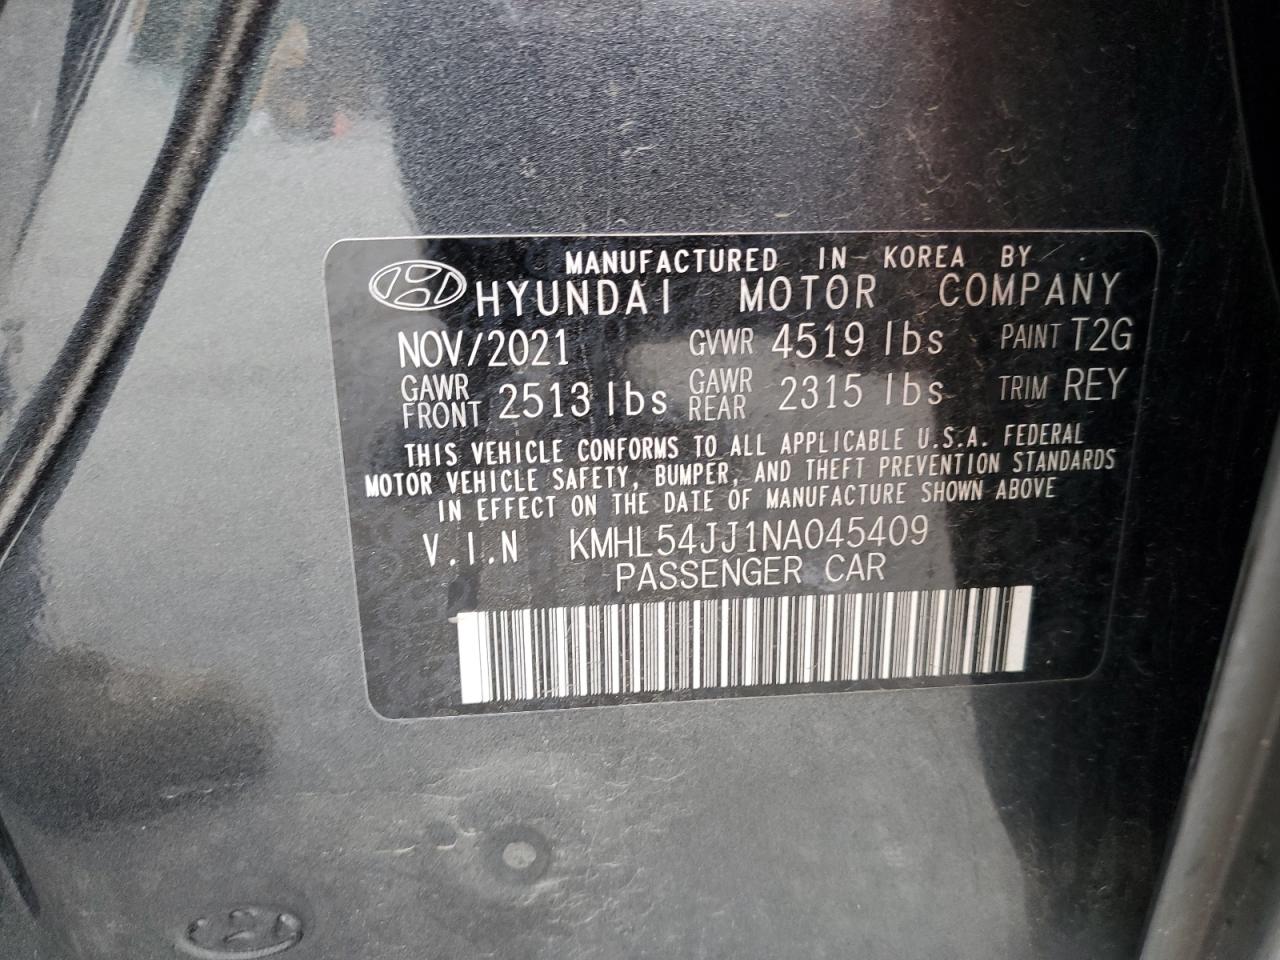 MANUFACTURED IN KOREA BY
HYUNDAI MOTOR COMPANY
NOV/2021 GVWR 4519 lbs PAINT T2G
GAWR FRONT 2513 lbs GAWR REAR 2315 lbs TRIM REY
THIS VEHICLE CONFORMS TO ALL APPLICABLE U.S.A. FEDERAL
MOTOR VEHICLE SAFETY, BUMPER, AND THEFT PREVENTION STANDARDS
IN EFFECT ON THE DATE OF MANUFACTURE SHOWN ABOVE
V.I.N KMHL54JJ1NA045409
PASSENGER CAR